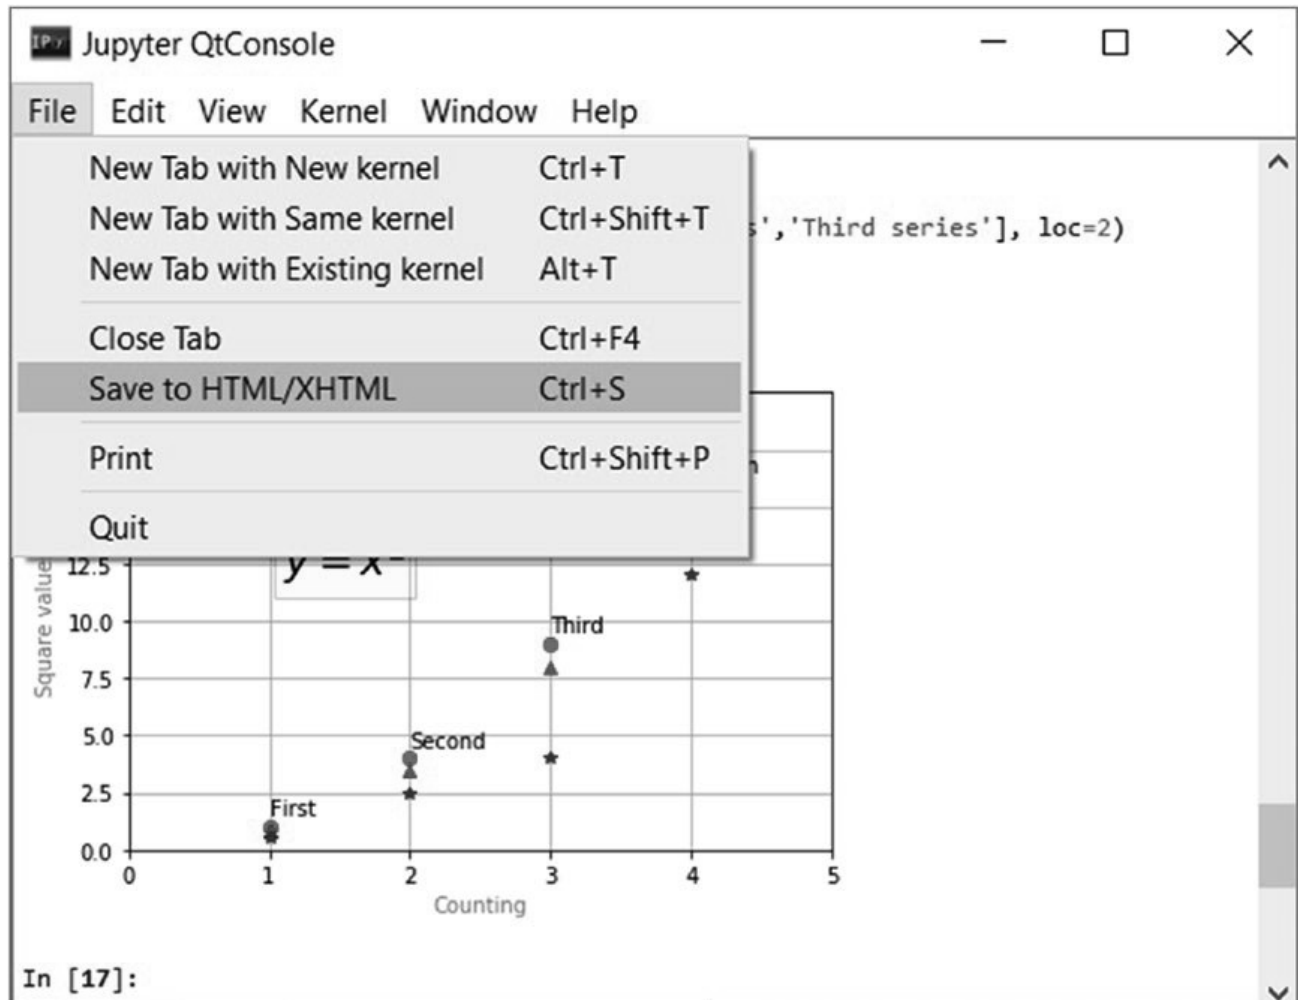 IPy Jupyter QtConsole
File Edit View Kernel Window Help
New Tab with New kernel Ctrl+T
New Tab with Same kernel Ctrl+Shift+T
New Tab with Existing kernel Alt+T
Close Tab Ctrl+F4
Save to HTML/XHTML Ctrl+S
Print Ctrl+Shift+P
Quit
s','Third series'], loc=2)
Square value
12.5
10.0
7.5
5.0
2.5
0.0
y = x
Third
Second
First
0 1 2 3 4 5
Counting
In [17]: